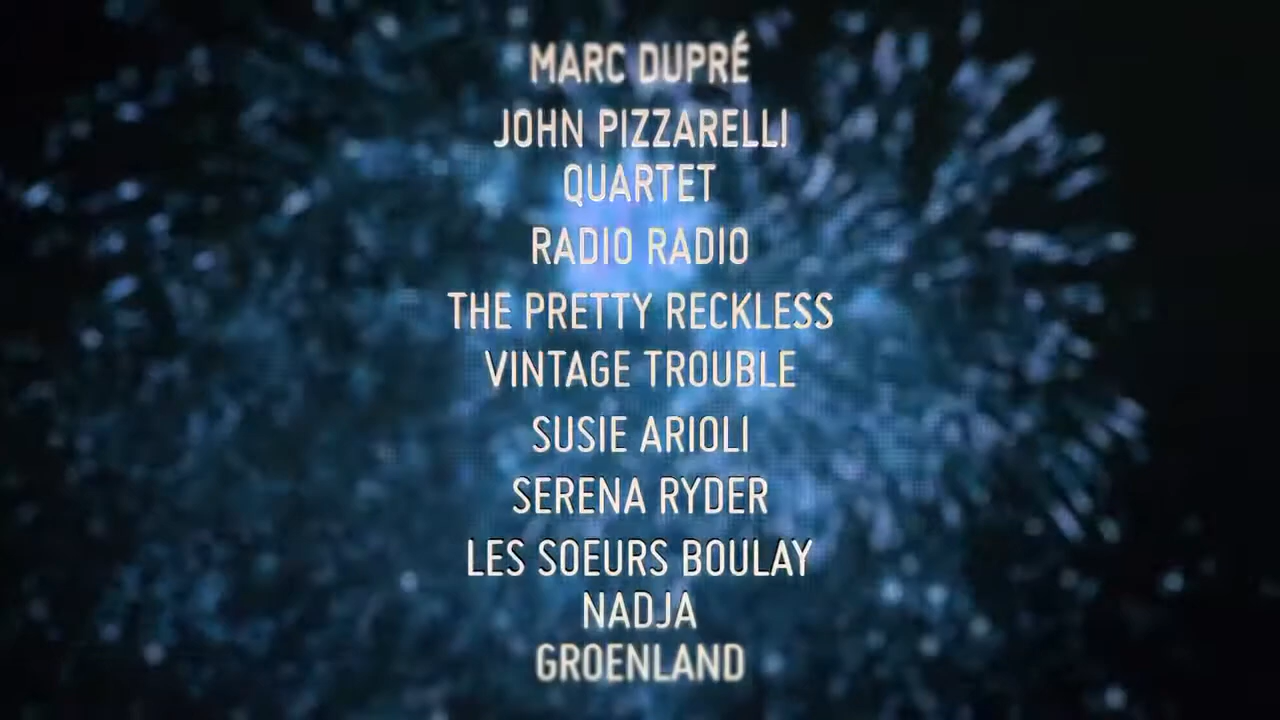 MARC DUPRÉ
JOHN PIZZARELLI
QUARTET
RADIO RADIO
THE PRETTY RECKLESS
VINTAGE TROUBLE
SUSIE ARIOLI
SERENA RYDER
LES SOEURS BOULAY
NADJA
GROENLAND